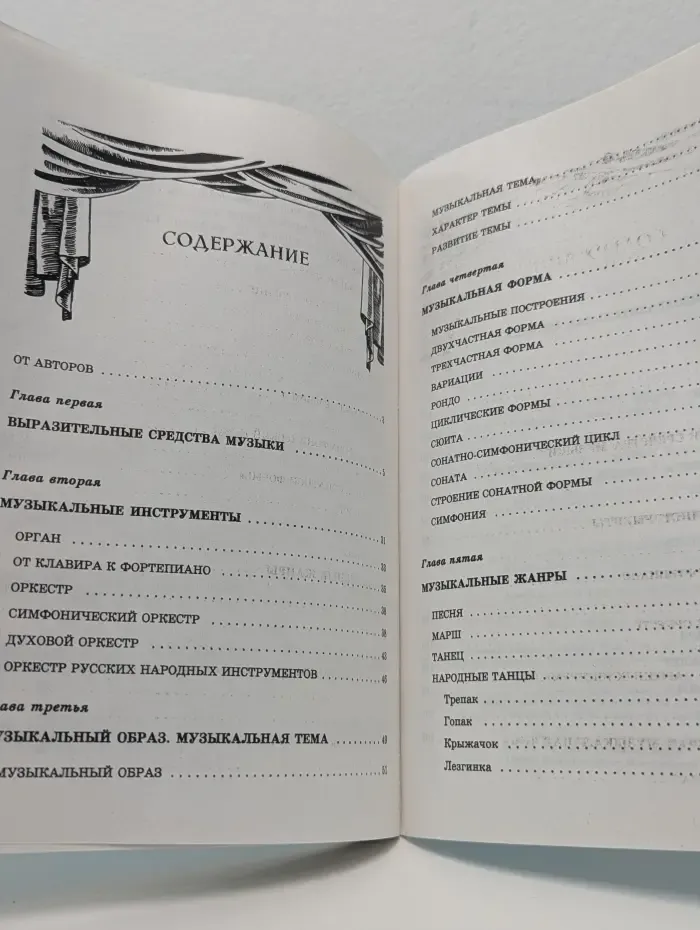 СОДЕРЖАНИЕ
ОТ АВТОРОВ
Глава первая
ВЫРАЗИТЕЛЬНЫЕ СРЕДСТВА МУЗЫКИ
Глава вторая
МУЗЫКАЛЬНЫЕ ИНСТРУМЕНТЫ
ОРГАН
ОТ КЛАВИРА К ФОРТЕПИАНО
ОРКЕСТР
СИМФОНИЧЕСКИЙ ОРКЕСТР
ДУХОВОЙ ОРКЕСТР
ОРКЕСТР РУССКИХ НАРОДНЫХ ИНСТРУМЕНТОВ
ава третья
УЗЫКАЛЬНЫЙ ОБРАЗ. МУЗЫКАЛЬНАЯ ТЕМА
МУЗЫКАЛЬНЫЙ ОБРАЗ
МУЗЫКАЛЬНАЯ ТЕМА
ХАРАКТЕР ТЕМЫ
РАЗВИТИЕ ТЕМЫ
Глава четвертая
МУЗЫКАЛЬНАЯ ФОРМА
МУЗЫКАЛЬНЫЕ ПОСТРОЕНИЯ
ДВУХЧАСТНАЯ ФОРМА
ТРЕХЧАСТНАЯ ФОРМА
ВАРИАЦИИ
РОНДО
ЦИКЛИЧЕСКИЕ ФОРМЫ
СЮИТА
СОНАТНО-СИМФОНИЧЕСКИЙ ЦИКЛ
СОНАТА
СТРОЕНИЕ СОНАТНОЙ ФОРМЫ
СИМФОНИЯ
Глава пятая
МУЗЫКАЛЬНЫЕ ЖАНРЫ
ПЕСНЯ
МАРШ
ТАНЕЦ
НАРОДНЫЕ ТАНЦЫ
Трепак
Гопак
Крыжачок
Лезгинка